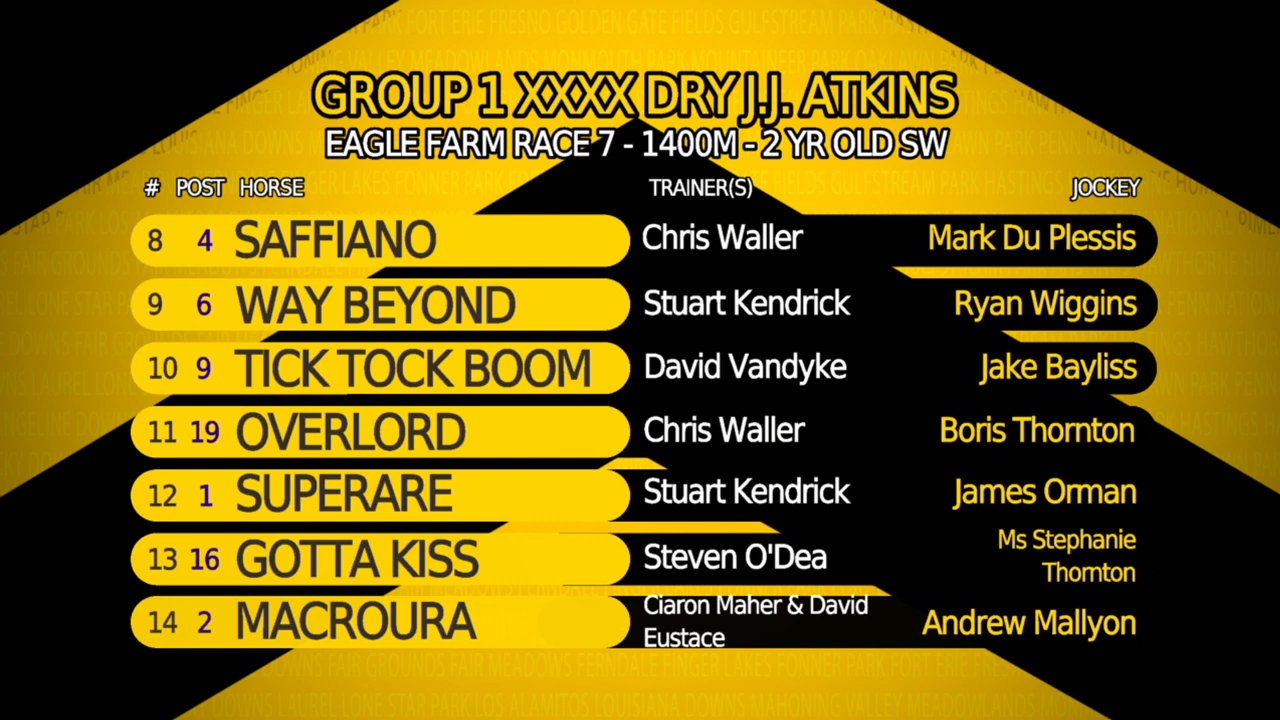 GROUP 1 XXXX DRY J.J. ATKINS
EAGLE FARM RACE 7 - 1400M - 2 YR OLD SW
# POST HORSE TRAINER(S) JOCKEY
8 4 SAFFIANO Chris Waller Mark Du Plessis
9 6 WAY BEYOND Stuart Kendrick Ryan Wiggins
10 9 TICK TOCK BOOM David Vandyke Jake Bayliss
11 19 OVERLORD Chris Waller Boris Thornton
12 1 SUPERARE Stuart Kendrick James Orman
13 16 GOTTA KISS Steven O'Dea Ms Stephanie
Thornton
14 2 MACROURA Ciaron Maher & David
Eustace Andrew Mallyon